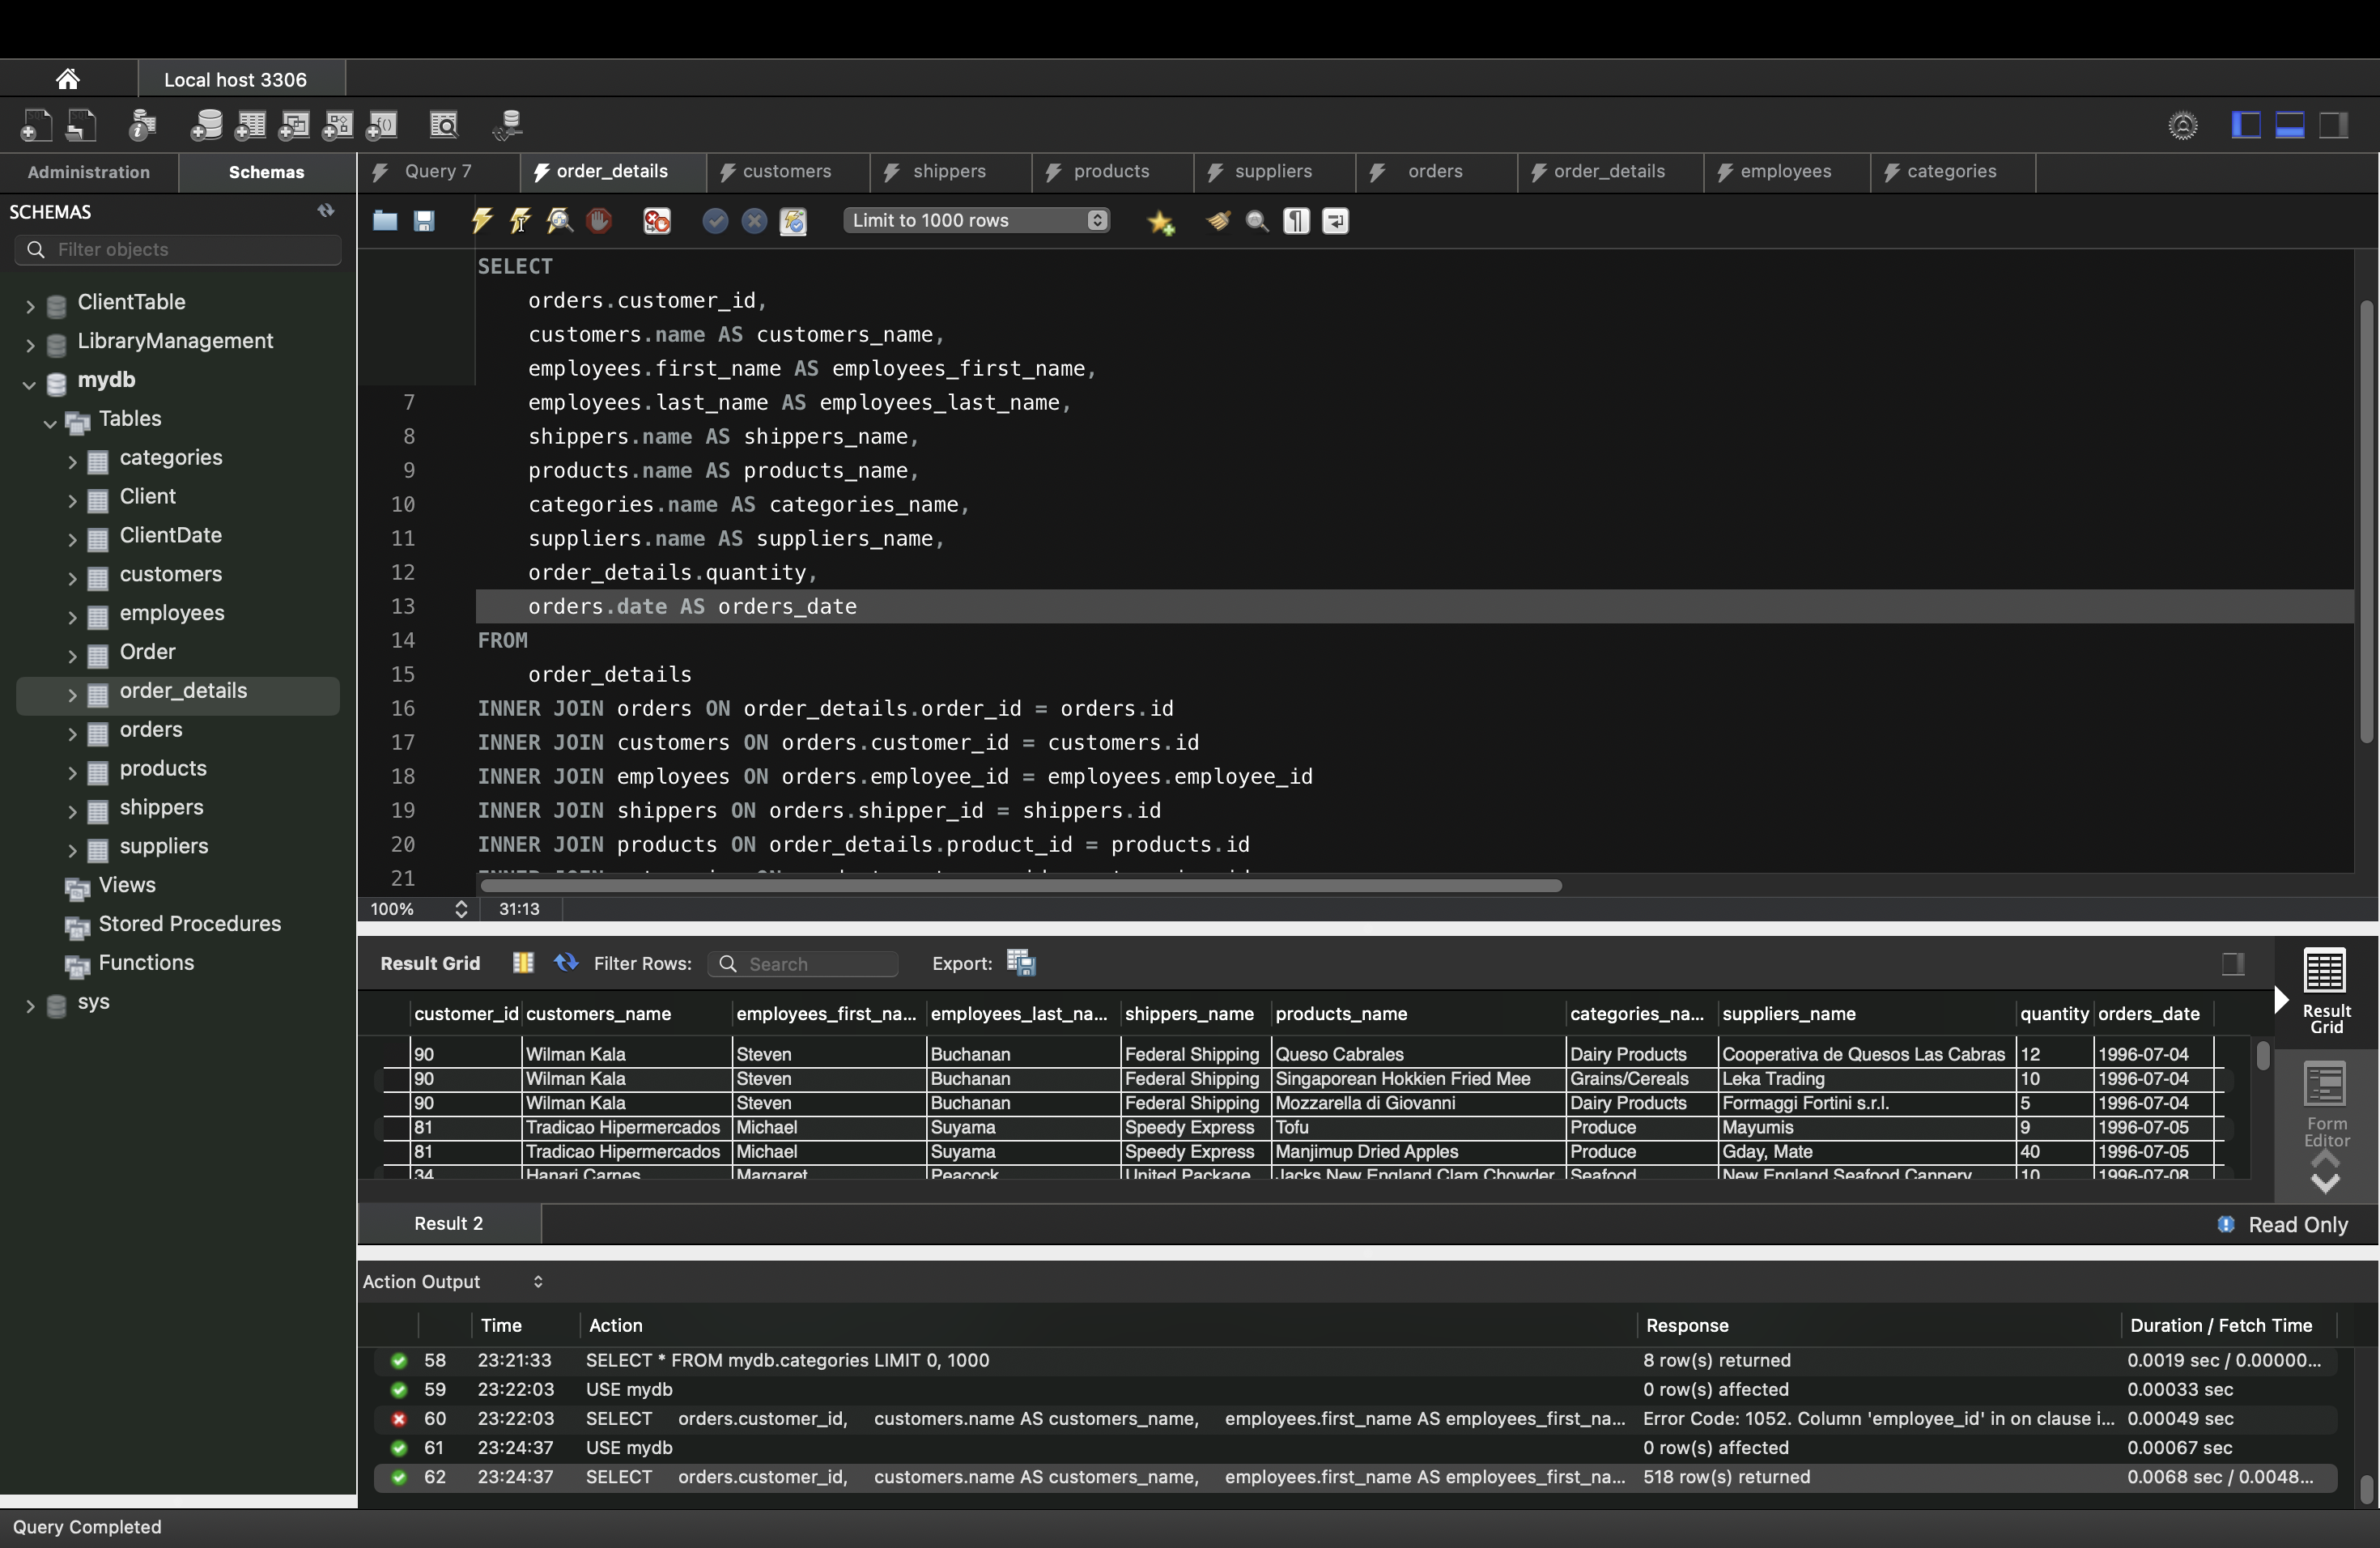 Local host 3306
Administration Schemas
Query 7 order_details customers shippers products suppliers orders order_details employees categories
SCHEMAS
Filter objects
ClientTable
LibraryManagement
mydb
Tables
categories
Client
ClientDate
customers
employees
Order
order_details
orders
products
shippers
suppliers
Views
Stored Procedures
Functions
sys
Limit to 1000 rows
SELECT
orders.customer_id,
customers.name AS customers_name,
employees.first_name AS employees_first_name,
7 employees.last_name AS employees_last_name,
8 shippers.name AS shippers_name,
9 products.name AS products_name,
10 categories.name AS categories_name,
11 suppliers.name AS suppliers_name,
12 order_details.quantity,
13 orders.date AS orders_date
14 FROM
15 order_details
16 INNER JOIN orders ON order_details.order_id = orders.id
17 INNER JOIN customers ON orders.customer_id = customers.id
18 INNER JOIN employees ON orders.employee_id = employees.employee_id
19 INNER JOIN shippers ON orders.shipper_id = shippers.id
20 INNER JOIN products ON order_details.product_id = products.id
21
100% 31:13
Result Grid Filter Rows: Search Export:
customer_id customers_name employees_first_na... employees_last_na... shippers_name products_name categories_na... suppliers_name quantity orders_date
90 Wilman Kala Steven Buchanan Federal Shipping Queso Cabrales Dairy Products Cooperativa de Quesos Las Cabras 12 1996-07-04
90 Wilman Kala Steven Buchanan Federal Shipping Singaporean Hokkien Fried Mee Grains/Cereals Leka Trading 10 1996-07-04
90 Wilman Kala Steven Buchanan Federal Shipping Mozzarella di Giovanni Dairy Products Formaggi Fortini s.r.l. 5 1996-07-04
81 Tradicao Hipermercados Michael Suyama Speedy Express Tofu Produce Mayumis 9 1996-07-05
81 Tradicao Hipermercados Michael Suyama Speedy Express Manjimup Dried Apples Produce Gday, Mate 40 1996-07-05
34 Hanari Carnes Margaret Peacock United Package Jacks New England Clam Chowder Seafood New England Seafood Cannery 10 1996-07-08
Result
Grid
Form
Editor
Result 2 Read Only
Action Output
Time Action Response Duration / Fetch Time
58 23:21:33 SELECT * FROM mydb.categories LIMIT 0, 1000 8 row(s) returned 0.0019 sec / 0.00000...
59 23:22:03 USE mydb 0 row(s) affected 0.00033 sec
60 23:22:03 SELECT orders.customer_id, customers.name AS customers_name, employees.first_name AS employees_first_na... Error Code: 1052. Column 'employee_id' in on clause i... 0.00049 sec
61 23:24:37 USE mydb 0 row(s) affected 0.00067 sec
62 23:24:37 SELECT orders.customer_id, customers.name AS customers_name, employees.first_name AS employees_first_na... 518 row(s) returned 0.0068 sec / 0.0048...
Query Completed